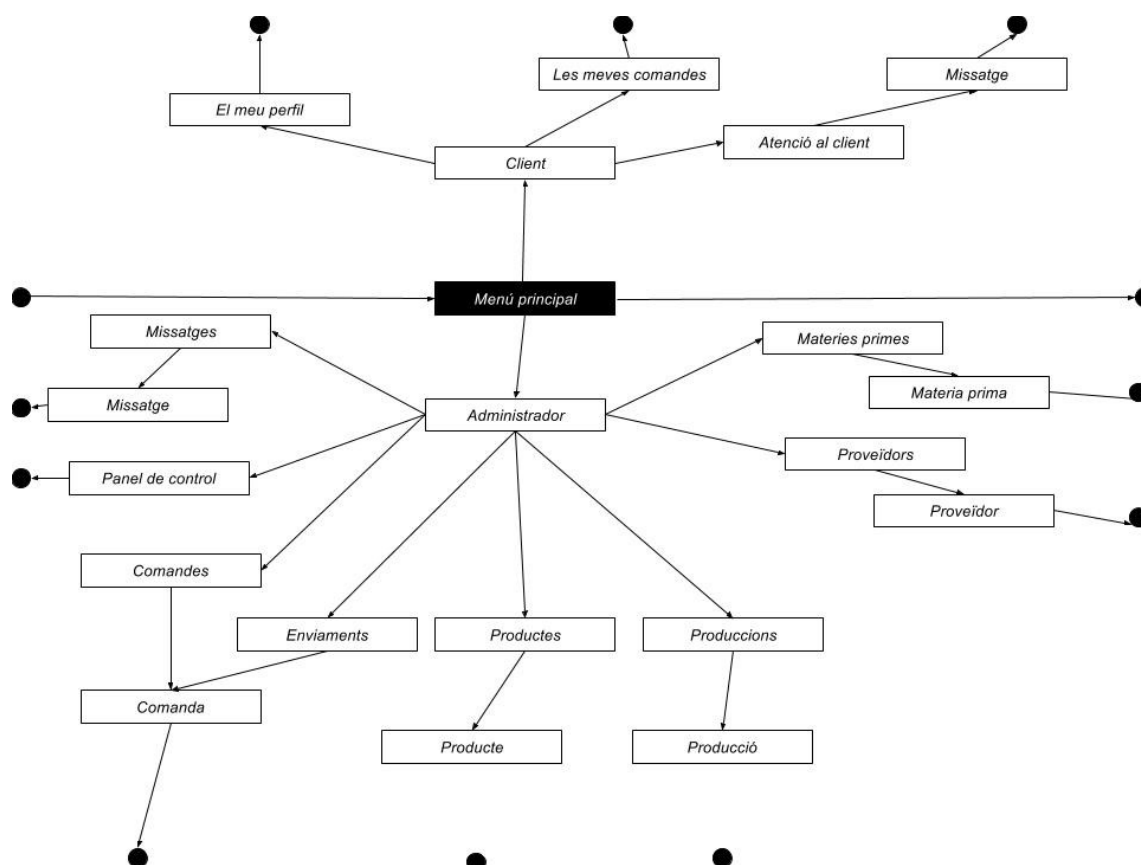 Les meves comandes
Missatge
El meu perfil
Atenció al client
Client
Menú principal
Missatges
Materies primes
Missatge
Materia prima
Administrador
Proveïdors
Panel de control
Proveïdor
Comandes
Enviaments
Productes
Produccions
Comanda
Producte
Producció